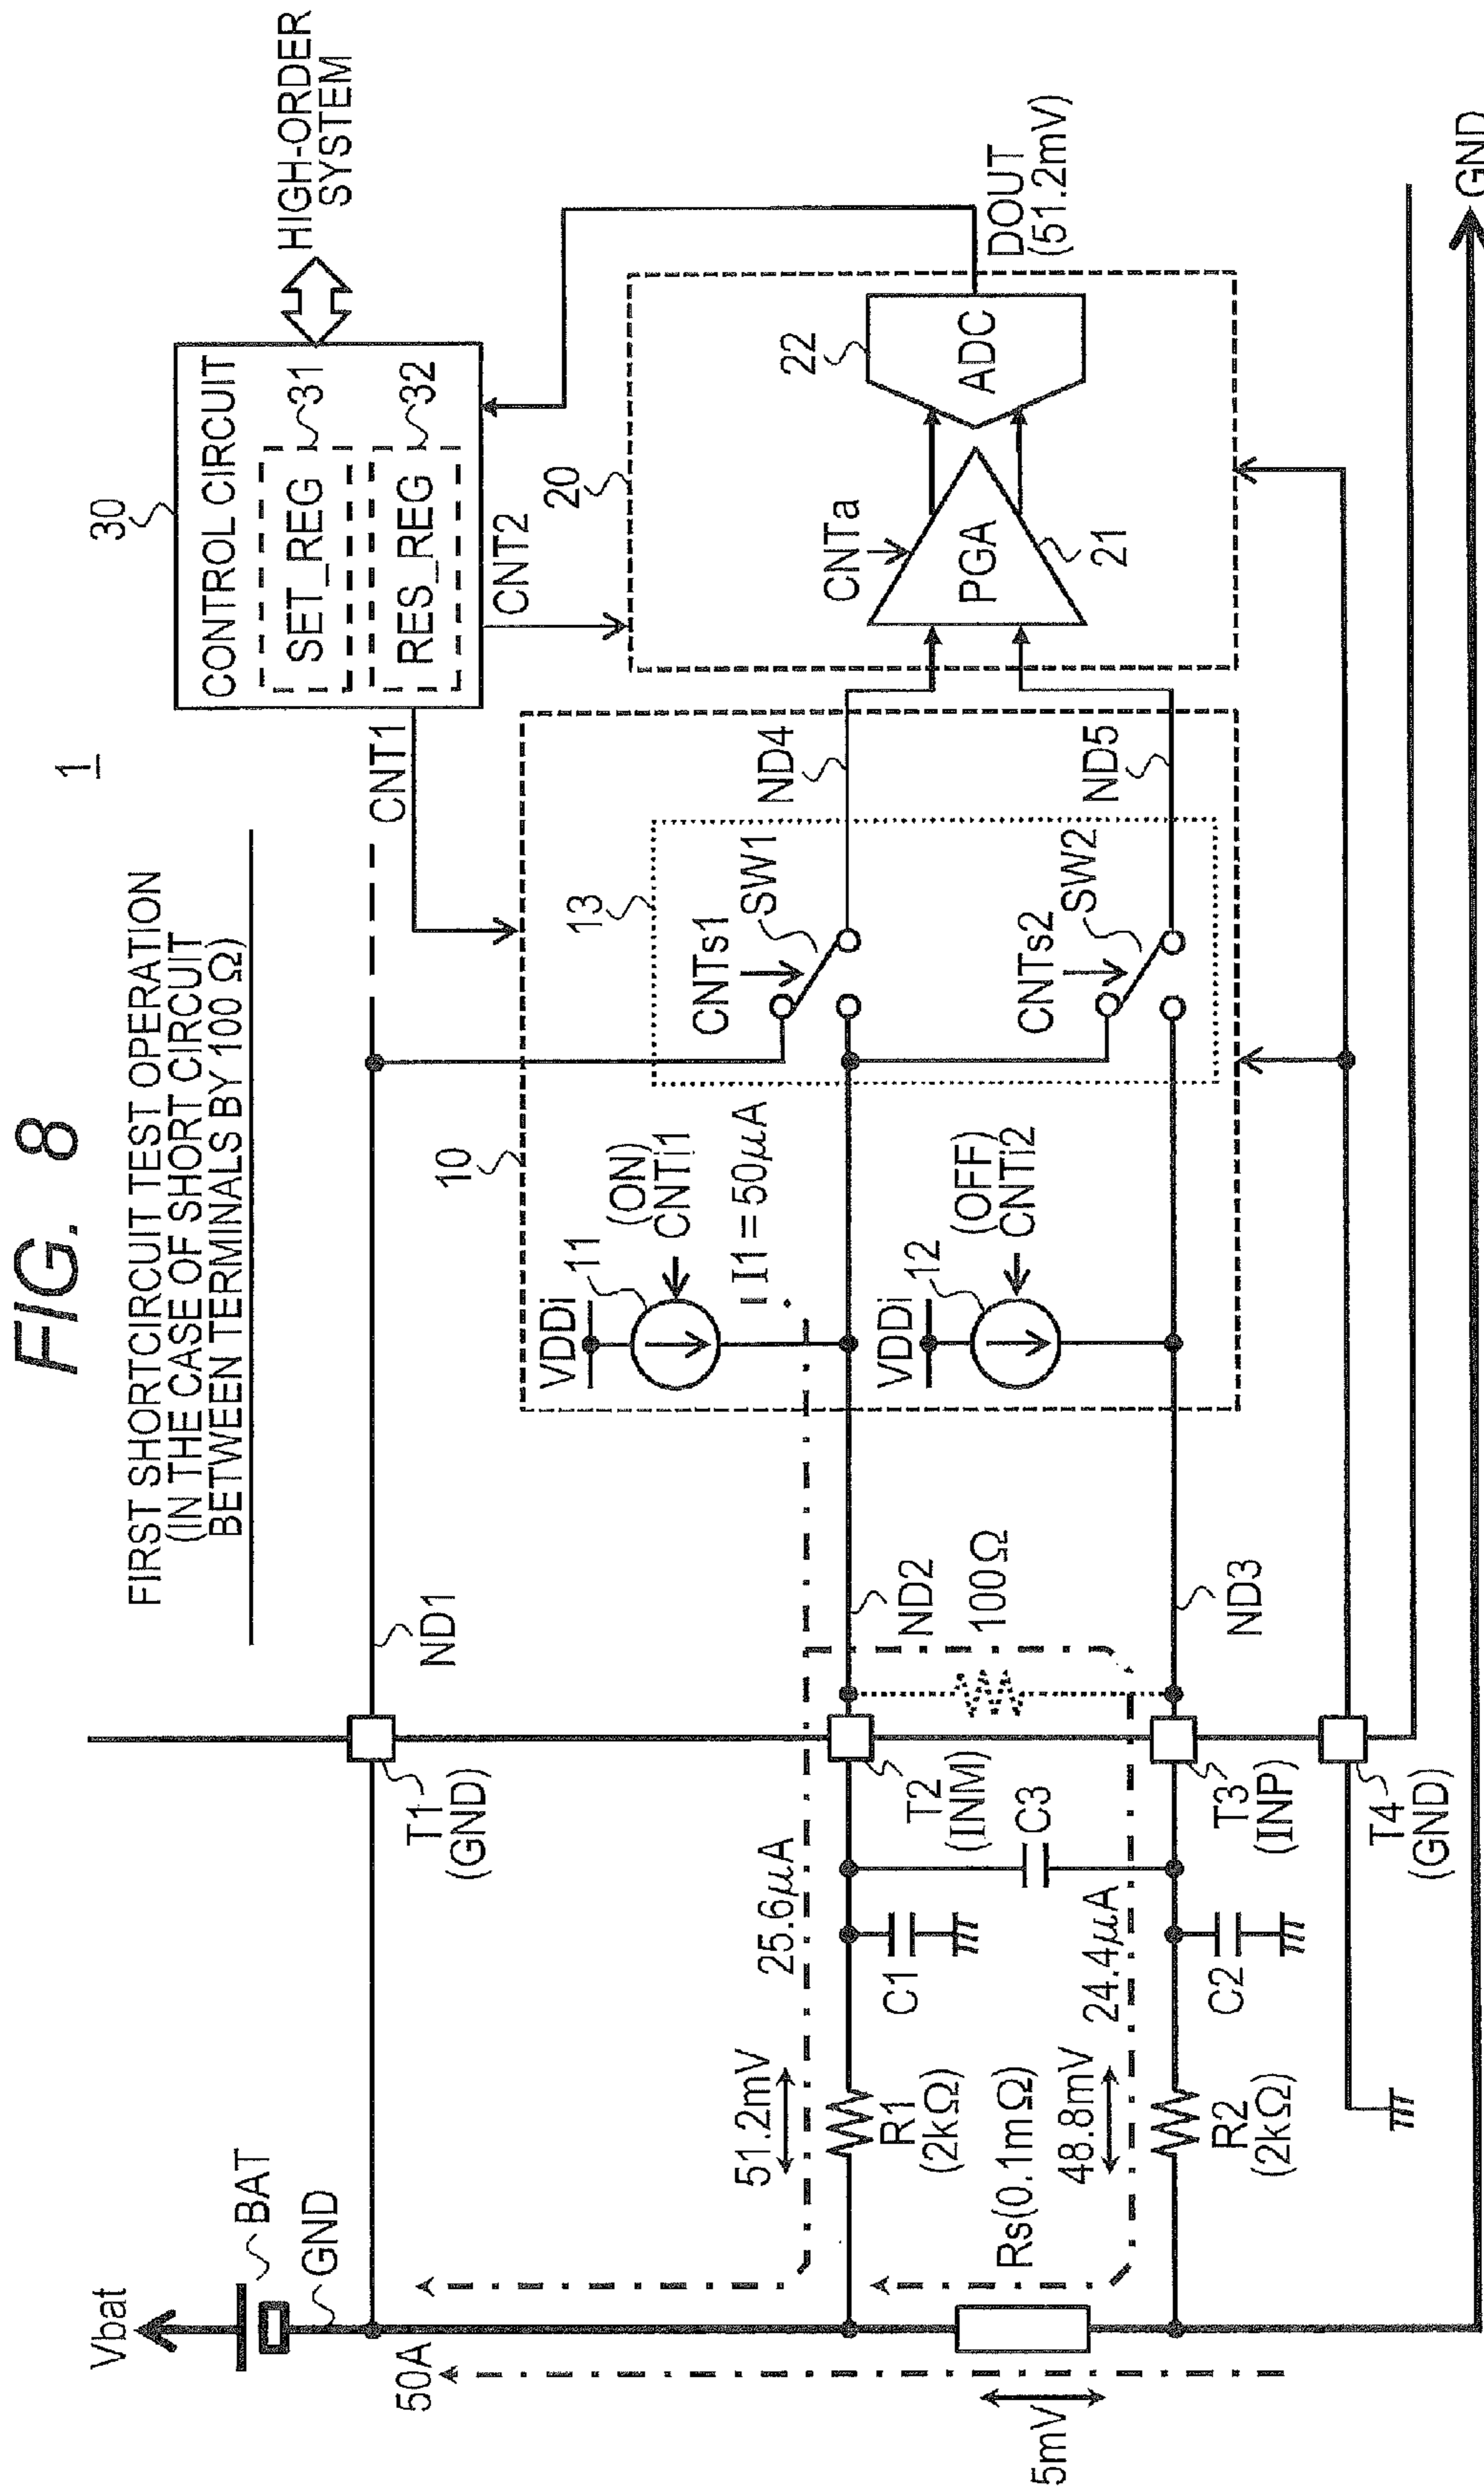 FIG. 8
FIRST SHORTCIRCUIT TEST OPERATION
(IN THE CASE OF SHORT CIRCUIT
BETWEEN TERMINALS BY 100 Ω)
1
Vbat
BAT
GND
50A
ND1
T1
(GND)
CNT1
30
CONTROL CIRCUIT
SET_REG
31
RES_REG
32
HIGH-ORDER
SYSTEM
CNT2
10
VDDi
11
(ON)
CNTi1
I1 = 50μA
13
CNTs1
SW1
ND4
20
CNTa
PGA
21
22
ADC
DOUT
(51.2mV)
51.2mV
25.6μA
R1
(2kΩ)
C1
T2
(INM)
ND2
100Ω
VDDi
12
(OFF)
CNTi2
CNTs2
SW2
ND5
C3
Rs(0.1mΩ)
5mV
48.8mV
24.4μA
R2
(2kΩ)
C2
T3
(INP)
ND3
T4
(GND)
GND